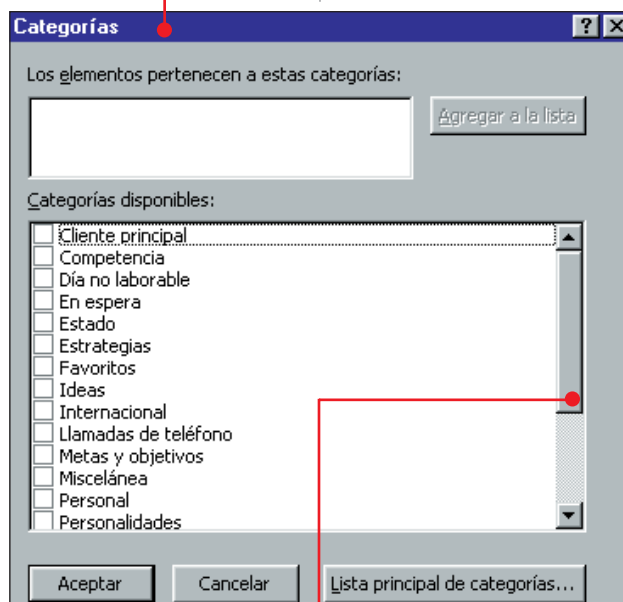 Categorías
Los elementos pertenecen a estas categorías:
Agregar a la lista
Categorías disponibles:
Cliente principal
Competencia
Día no laborable
En espera
Estado
Estrategias
Favoritos
Ideas
Internacional
Llamadas de teléfono
Metas y objetivos
Miscelánea
Personal
Personalidades
Aceptar Cancelar Lista principal de categorías...